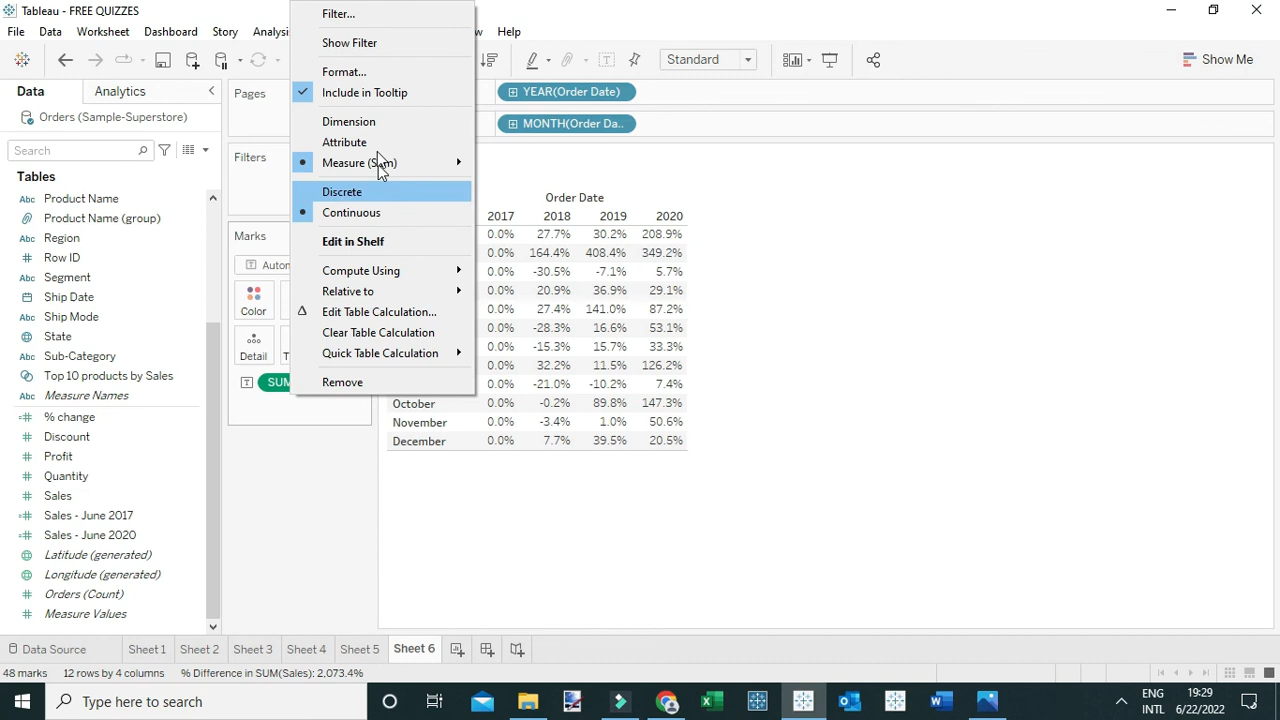 Tableau - FREE QUIZZES
File Data Worksheet Dashboard Story Analysis Help
Standard
Show Me
Data
Analytics
Orders (Sample-Superstore)
Search
Tables
Abc Product Name
Product Name (group)
Abc Region
Row ID
Abc Segment
Ship Date
Abc Ship Mode
State
Abc Sub-Category
Top 10 products by Sales
Abc Measure Names
% change
Discount
Profit
Quantity
Sales
Sales - June 2017
Sales - June 2020
Latitude (generated)
Longitude (generated)
Orders (Count)
Measure Values
Pages
Filters
Marks
Color
Detail
Filter...
Show Filter
Format...
Include in Tooltip
Dimension
Attribute
Measure (Sum)
Discrete
Continuous
Edit in Shelf
Compute Using
Relative to
Edit Table Calculation...
Clear Table Calculation
Quick Table Calculation
Remove
YEAR(Order Date)
MONTH(Order Da..
Order Date
2017 2018 2019 2020
0.0% 27.7% 30.2% 208.9%
0.0% 164.4% 408.4% 349.2%
0.0% -30.5% -7.1% 5.7%
0.0% 20.9% 36.9% 29.1%
0.0% 27.4% 141.0% 87.2%
0.0% -28.3% 16.6% 53.1%
0.0% -15.3% 15.7% 33.3%
0.0% 32.2% 11.5% 126.2%
0.0% -21.0% -10.2% 7.4%
October 0.0% -0.2% 89.8% 147.3%
November 0.0% -3.4% 1.0% 50.6%
December 0.0% 7.7% 39.5% 20.5%
Data Source Sheet 1 Sheet 2 Sheet 3 Sheet 4 Sheet 5 Sheet 6
48 marks 12 rows by 4 columns % Difference in SUM(Sales): 2,073.4%
Type here to search
ENG
INTL
19:29
6/22/2022